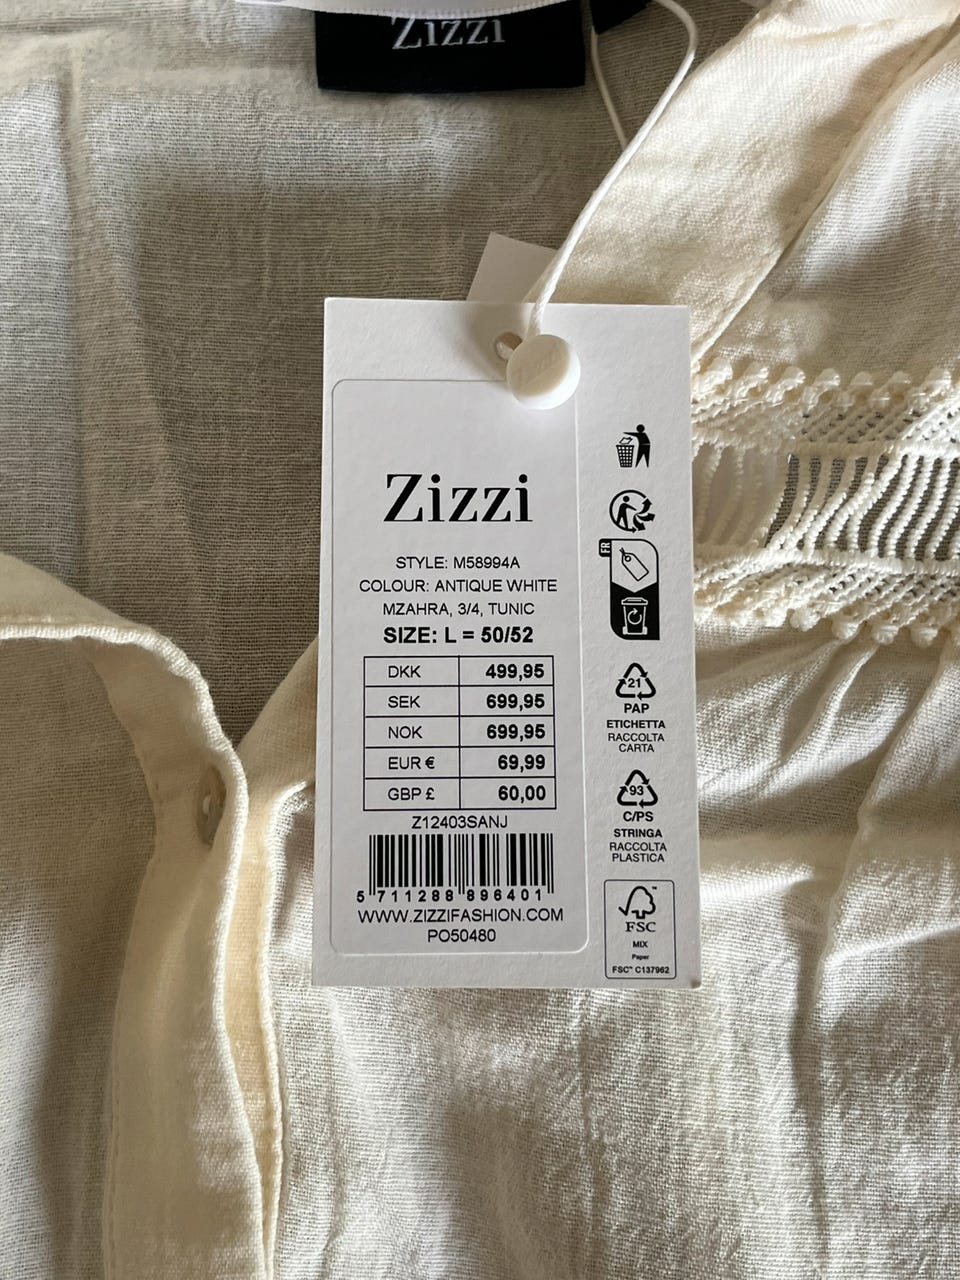 Zizzi
Zizzi
STYLE: M58994A
COLOUR: ANTIQUE WHITE
MZAHRA, 3/4, TUNIC
SIZE: L = 50/52
DKK 499,95
SEK 699,95
NOK 699,95
EUR € 69,99
GBP £ 60,00
Z12403SANJ
5 711288 896401
WWW.ZIZZIFASHION.COM
PO50480
FR
21
PAP
ETICHETTA
RACCOLTA
CARTA
93
C/PS
STRINGA
RACCOLTA
PLASTICA
FSC™
MIX
Paper
FSC™ C137962